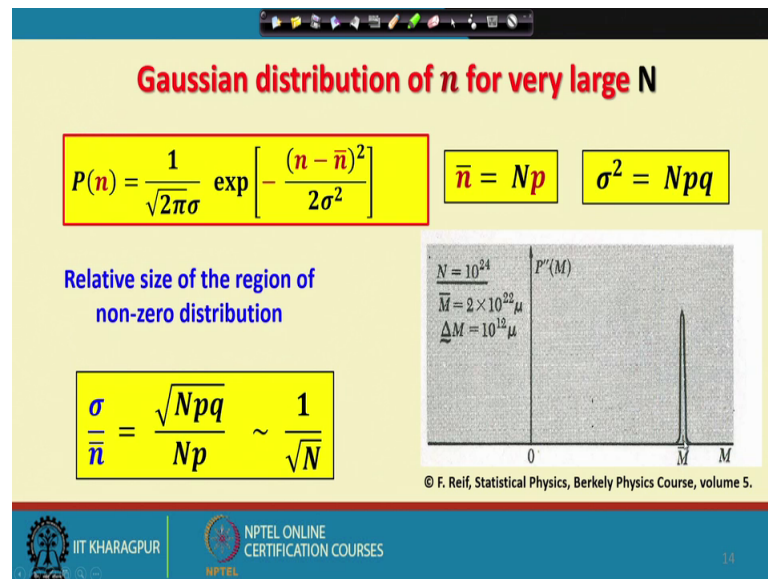 Gaussian distribution of n for very large N
P(n) = 1/(√2π σ) exp[− (n − n̅)²/2σ²]
n̅ = Np
σ² = Npq
Relative size of the region of
non-zero distribution
σ/n̅ = √Npq/Np ~ 1/√N
N = 10²⁴
M̅ = 2×10²²μ
ΔM = 10¹²μ
P″(M)
0
M̅
M
© F. Reif, Statistical Physics, Berkely Physics Course, volume 5.
IIT KHARAGPUR
NPTEL
NPTEL ONLINE
CERTIFICATION COURSES
14